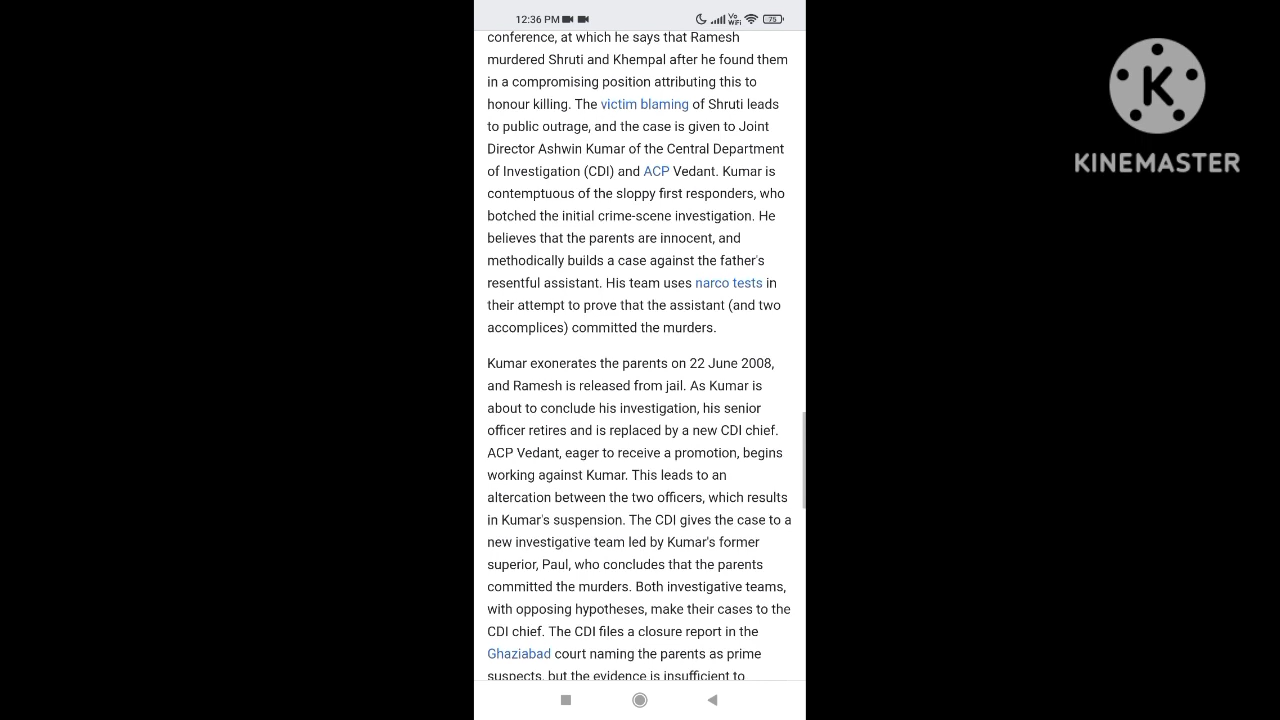 12:36 PM
Vo
WiFi
75
conference, at which he says that Ramesh
murdered Shruti and Khempal after he found them
in a compromising position attributing this to
honour killing. The victim blaming of Shruti leads
to public outrage, and the case is given to Joint
Director Ashwin Kumar of the Central Department
of Investigation (CDI) and ACP Vedant. Kumar is
contemptuous of the sloppy first responders, who
botched the initial crime-scene investigation. He
believes that the parents are innocent, and
methodically builds a case against the father's
resentful assistant. His team uses narco tests in
their attempt to prove that the assistant (and two
accomplices) committed the murders.
Kumar exonerates the parents on 22 June 2008,
and Ramesh is released from jail. As Kumar is
about to conclude his investigation, his senior
officer retires and is replaced by a new CDI chief.
ACP Vedant, eager to receive a promotion, begins
working against Kumar. This leads to an
altercation between the two officers, which results
in Kumar's suspension. The CDI gives the case to a
new investigative team led by Kumar's former
superior, Paul, who concludes that the parents
committed the murders. Both investigative teams,
with opposing hypotheses, make their cases to the
CDI chief. The CDI files a closure report in the
Ghaziabad court naming the parents as prime
suspects, but the evidence is insufficient to
K
KINEMASTER